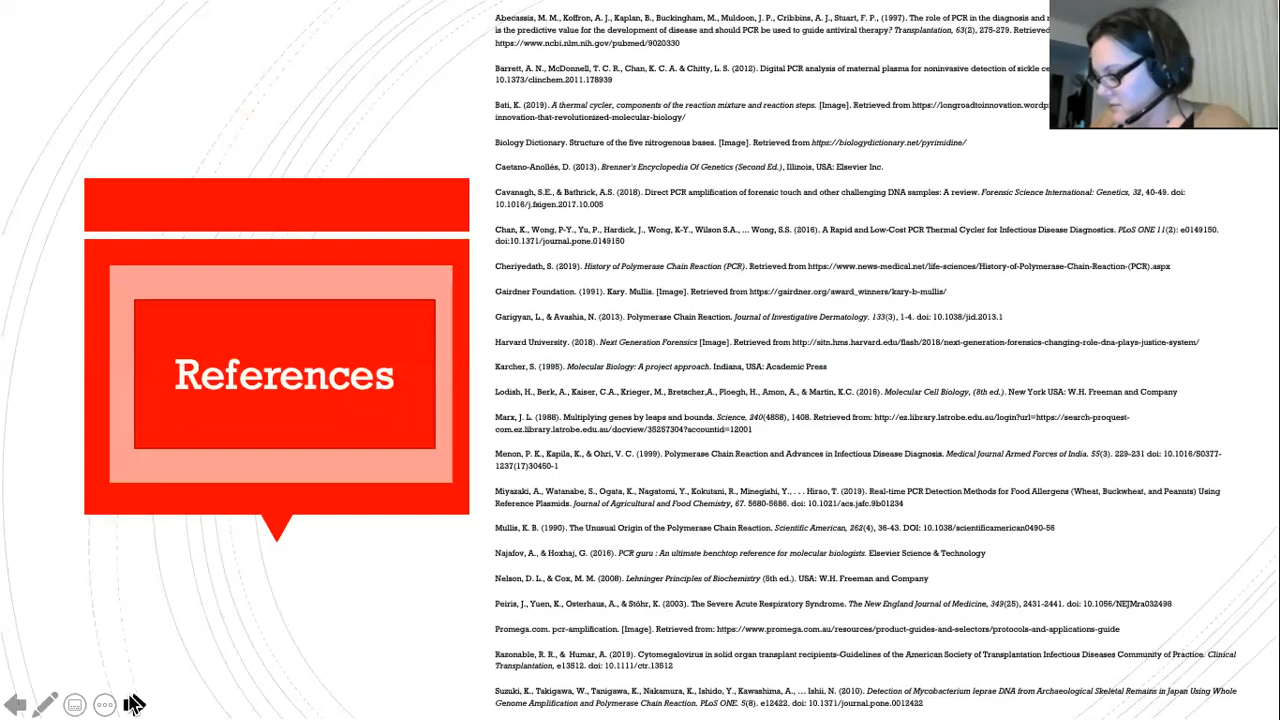 References
Abecassis, M. M., Koffron, A. J., Kaplan, B., Buckingham, M., Muldoon, J. P., Cribbins, A. J., Stuart, F. P., (1997). The role of PCR in the diagnosis and
is the predictive value for the development of disease and should PCR be used to guide antiviral therapy? Transplantation, 63(2), 275-279. Retrieved
https://www.ncbi.nlm.nih.gov/pubmed/9020330
Barrett, A. N., McDonnell, T. C. R., Chan, K. C. A. & Chitty, L. S. (2012). Digital PCR analysis of maternal plasma for noninvasive detection of sickle
10.1373/clinchem.2011.178939
Bati, K. (2019). A thermal cycler, components of the reaction mixture and reaction steps. [Image]. Retrieved from https://longroadtoinnovation.wordp
innovation-that-revolutionized-molecular-biology/
Biology Dictionary. Structure of the five nitrogenous bases. [Image]. Retrieved from https://biologydictionary.net/pyrimidine/
Caetano-Anollés, D. (2013). Brenner's Encyclopedia Of Genetics (Second Ed.), Illinois, USA: Elsevier Inc.
Cavanagh, S.E., & Bathrick, A.S. (2018). Direct PCR amplification of forensic touch and other challenging DNA samples: A review. Forensic Science International: Genetics, 32, 40-49. doi:
10.1016/j.fsigen.2017.10.005
Chan, K., Wong, P-Y., Yu, P., Hardick, J., Wong, K-Y., Wilson S.A., ... Wong, S.S. (2016). A Rapid and Low-Cost PCR Thermal Cycler for Infectious Disease Diagnostics. PLoS ONE 11(2): e0149150.
doi:10.1371/journal.pone.0149150
Cheriyedath, S. (2019). History of Polymerase Chain Reaction (PCR). Retrieved from https://www.news-medical.net/life-sciences/History-of-Polymerase-Chain-Reaction-(PCR).aspx
Gairdner Foundation. (1991). Kary. Mullis. [Image]. Retrieved from https://gairdner.org/award_winners/kary-b-mullis/
Garigyan, L., & Avashia, N. (2013). Polymerase Chain Reaction. Journal of Investigative Dermatology. 133(3), 1-4. doi: 10.1038/jid.2013.1
Harvard University. (2018). Next Generation Forensics [Image]. Retrieved from http://sitn.hms.harvard.edu/flash/2018/next-generation-forensics-changing-role-dna-plays-justice-system/
Karcher, S. (1995). Molecular Biology: A project approach. Indiana, USA: Academic Press
Lodish, H., Berk, A., Kaiser, C.A., Krieger, M., Bretscher,A., Ploegh, H., Amon, A., & Martin, K.C. (2016). Molecular Cell Biology, (8th ed.). New York USA: W.H. Freeman and Company
Marx, J. L. (1988). Multiplying genes by leaps and bounds. Science, 240(4858), 1408. Retrieved from: http://ez.library.latrobe.edu.au/login?url=https://search-proquest-
com.ez.library.latrobe.edu.au/docview/35257304?accountid=12001
Menon, P. K., Kapila, K., & Ohri, V. C. (1999). Polymerase Chain Reaction and Advances in Infectious Disease Diagnosis. Medical Journal Armed Forces of India. 55(3). 229-231 doi: 10.1016/S0377-
1237(17)30450-1
Miyazaki, A., Watanabe, S., Ogata, K., Nagatomi, Y., Kokutani, R., Minegishi, Y., . . . Hirao, T. (2019). Real-time PCR Detection Methods for Food Allergens (Wheat, Buckwheat, and Peanuts) Using
Reference Plasmids. Journal of Agricultural and Food Chemistry, 67. 5680-5686. doi: 10.1021/acs.jafc.9b01234
Mullis, K. B. (1990). The Unusual Origin of the Polymerase Chain Reaction. Scientific American, 262(4), 36-43. DOI: 10.1038/scientificamerican0490-56
Najafov, A., & Hoxhaj, G. (2016). PCR guru : An ultimate benchtop reference for molecular biologists. Elsevier Science & Technology
Nelson, D. L., & Cox, M. M. (2008). Lehninger Principles of Biochemistry (5th ed.). USA: W.H. Freeman and Company
Peiris, J., Yuen, K., Osterhaus, A., & Stöhr, K. (2003). The Severe Acute Respiratory Syndrome. The New England Journal of Medicine, 349(25), 2431-2441. doi: 10.1056/NEJMra032498
Promega.com. pcr-amplification. [Image]. Retrieved from: https://www.promega.com.au/resources/product-guides-and-selectors/protocols-and-applications-guide
Razonable, R. R., & Humar, A. (2019). Cytomegalovirus in solid organ transplant recipients-Guidelines of the American Society of Transplantation Infectious Diseases Community of Practice. Clinical
Transplantation, e13512. doi: 10.1111/ctr.13512
Suzuki, K., Takigawa, W., Tanigawa, K., Nakamura, K., Ishido, Y., Kawashima, A., ... Ishii, N. (2010). Detection of Mycobacterium leprae DNA from Archaeological Skeletal Remains in Japan Using Whole
Genome Amplification and Polymerase Chain Reaction. PLoS ONE. 5(8). e12422. doi: 10.1371/journal.pone.0012422